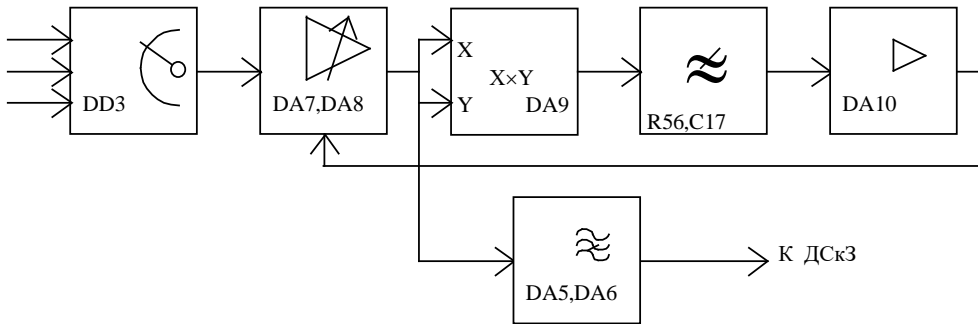 DD3
DA7,DA8
X
Y
X×Y
DA9
R56,C17
DA10
DA5,DA6
К ДСкЗ